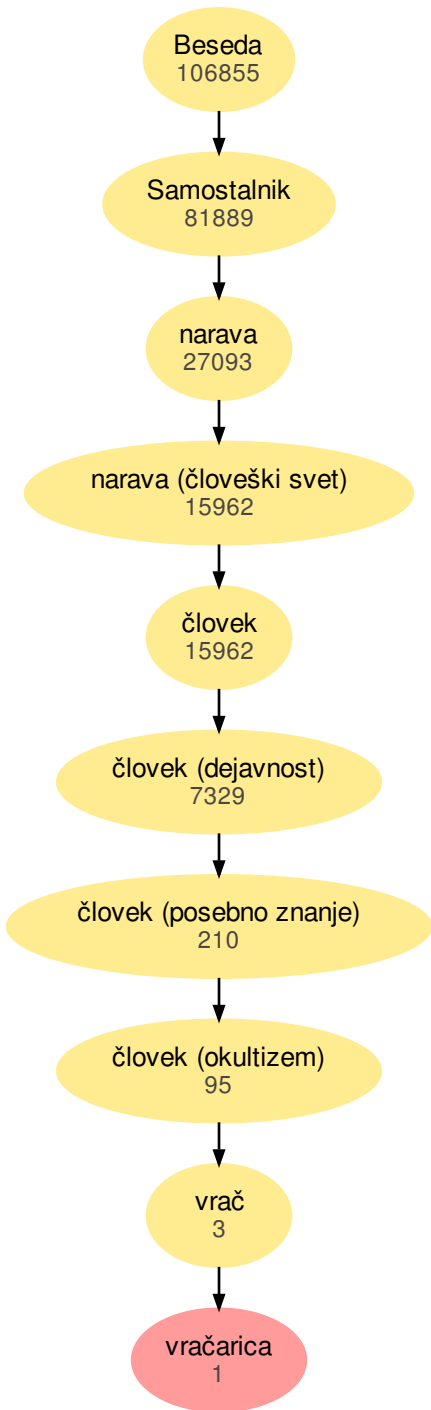 Beseda
106855
Samostalnik
81889
narava
27093
narava (človeški svet)
15962
človek
15962
človek (dejavnost)
7329
človek (posebno znanje)
210
človek (okultizem)
95
vrač
3
vračarica
1